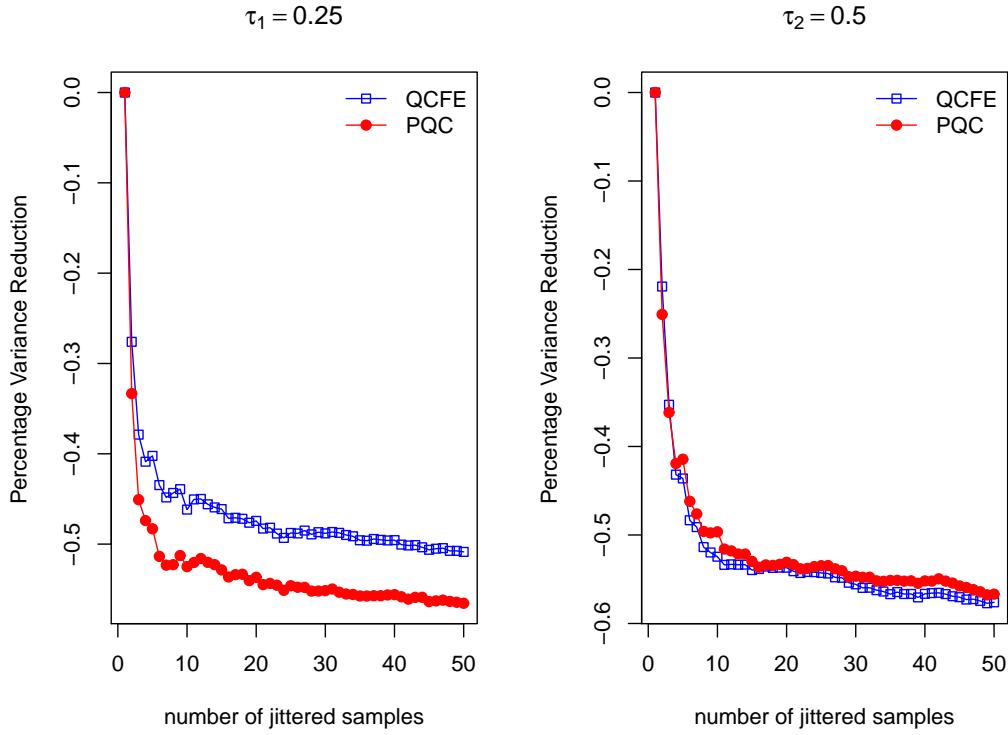 τ1 = 0.25
Percentage Variance Reduction
0.0
−0.1
−0.2
−0.3
−0.4
−0.5
QCFE
PQC
0 10 20 30 40 50
number of jittered samples
τ2 = 0.5
Percentage Variance Reduction
0.0
−0.1
−0.2
−0.3
−0.4
−0.5
−0.6
QCFE
PQC
0 10 20 30 40 50
number of jittered samples